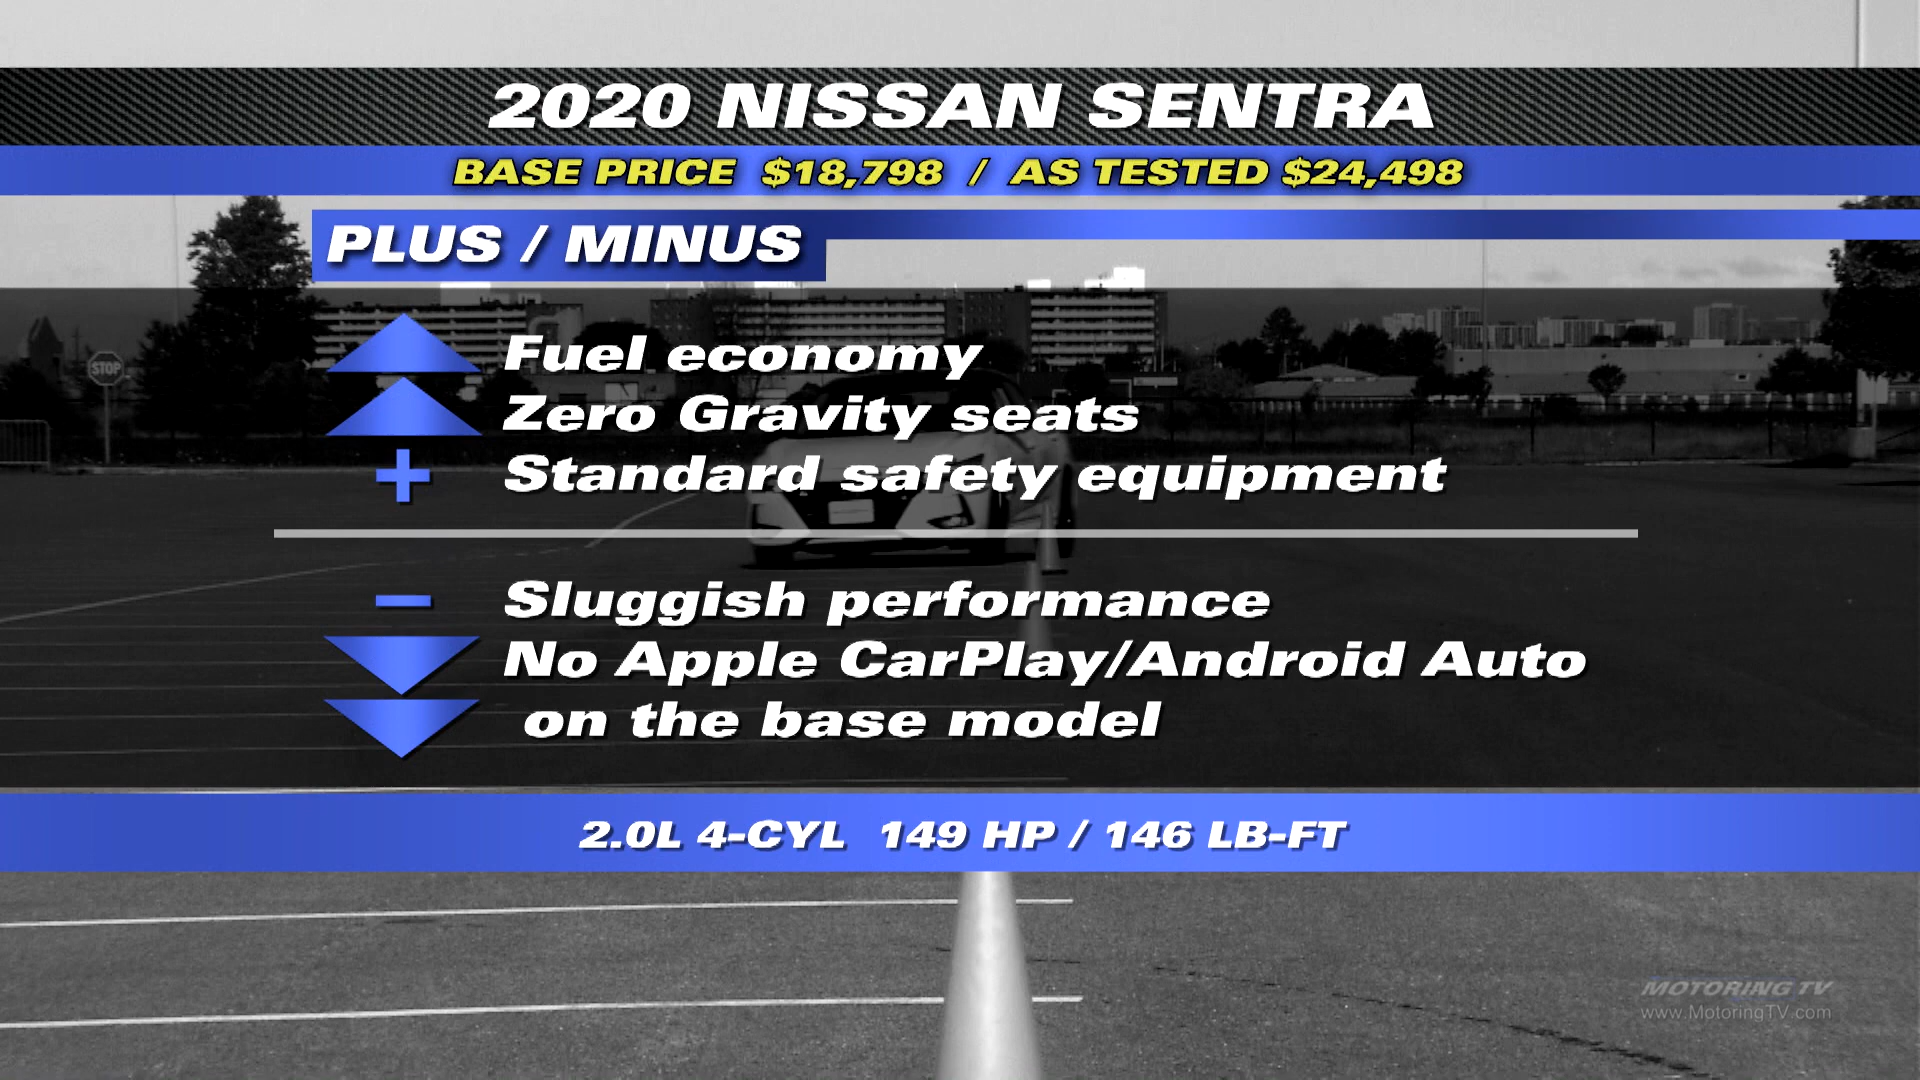 2020 NISSAN SENTRA
BASE PRICE $18,798 / AS TESTED $24,498
PLUS / MINUS
STOP
Fuel economy
Zero Gravity seats
+ Standard safety equipment
– Sluggish performance
No Apple CarPlay/Android Auto
on the base model
2.0L 4-CYL 149 HP / 146 LB-FT
MOTORING TV
www.MotoringTV.com